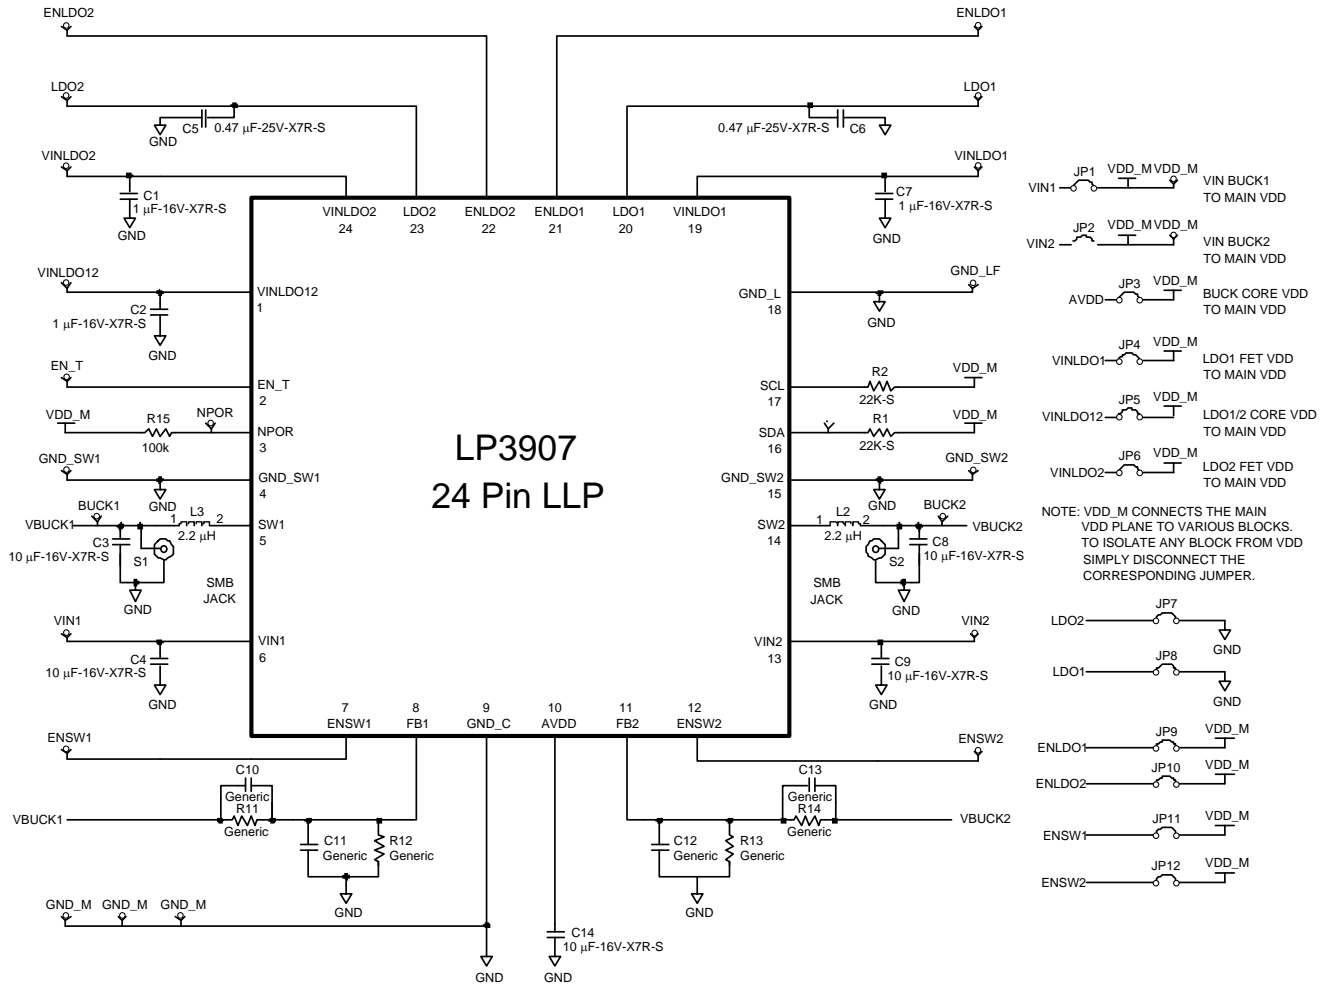 ENLDO2
ENLDO1
LDO2
LDO1
C5
0.47 µF-25V-X7R-S
GND
0.47 µF-25V-X7R-S
C6
VINLDO2
VINLDO1
C1
1 µF-16V-X7R-S
GND
C7
1 µF-16V-X7R-S
GND
VINLDO2
24
LDO2
23
ENLDO2
22
ENLDO1
21
LDO1
20
VINLDO1
19
VINLDO12
C2
1 µF-16V-X7R-S
GND
VINLDO12
1
GND_L
18
GND_LF
GND
EN_T
EN_T
2
SCL
17
R2
22K-S
VDD_M
VDD_M
R15
100k
NPOR
NPOR
3
SDA
16
R1
22K-S
VDD_M
LP3907
24 Pin LLP
GND_SW1
GND
GND_SW1
4
GND_SW2
15
GND_SW2
GND
BUCK1
VBUCK1
1
L3
2
2.2 µH
SW1
5
C3
10 µF-16V-X7R-S
S1
GND
SMB
JACK
SW2
14
1
L2
2
2.2 µH
BUCK2
VBUCK2
S2
C8
10 µF-16V-X7R-S
GND
SMB
JACK
VIN1
VIN1
6
C4
10 µF-16V-X7R-S
GND
VIN2
13
VIN2
C9
10 µF-16V-X7R-S
GND
7
ENSW1
8
FB1
9
GND_C
10
AVDD
11
FB2
12
ENSW2
ENSW1
ENSW2
C10
Generic
R11
Generic
VBUCK1
C11
Generic
R12
Generic
GND
C13
Generic
R14
Generic
VBUCK2
C12
Generic
R13
Generic
GND
GND_M
GND_M
GND_M
GND
C14
10 µF-16V-X7R-S
GND
VIN1
JP1
VDD_M
VDD_M
VIN BUCK1
TO MAIN VDD
VIN2
JP2
VDD_M
VDD_M
VIN BUCK2
TO MAIN VDD
AVDD
JP3
VDD_M
BUCK CORE VDD
TO MAIN VDD
VINLDO1
JP4
VDD_M
LDO1 FET VDD
TO MAIN VDD
VINLDO12
JP5
VDD_M
LDO1/2 CORE VDD
TO MAIN VDD
VINLDO2
JP6
VDD_M
LDO2 FET VDD
TO MAIN VDD
NOTE: VDD_M CONNECTS THE MAIN
VDD PLANE TO VARIOUS BLOCKS.
TO ISOLATE ANY BLOCK FROM VDD
SIMPLY DISCONNECT THE
CORRESPONDING JUMPER.
LDO2
JP7
GND
LDO1
JP8
GND
ENLDO1
JP9
VDD_M
ENLDO2
JP10
VDD_M
ENSW1
JP11
VDD_M
ENSW2
JP12
VDD_M